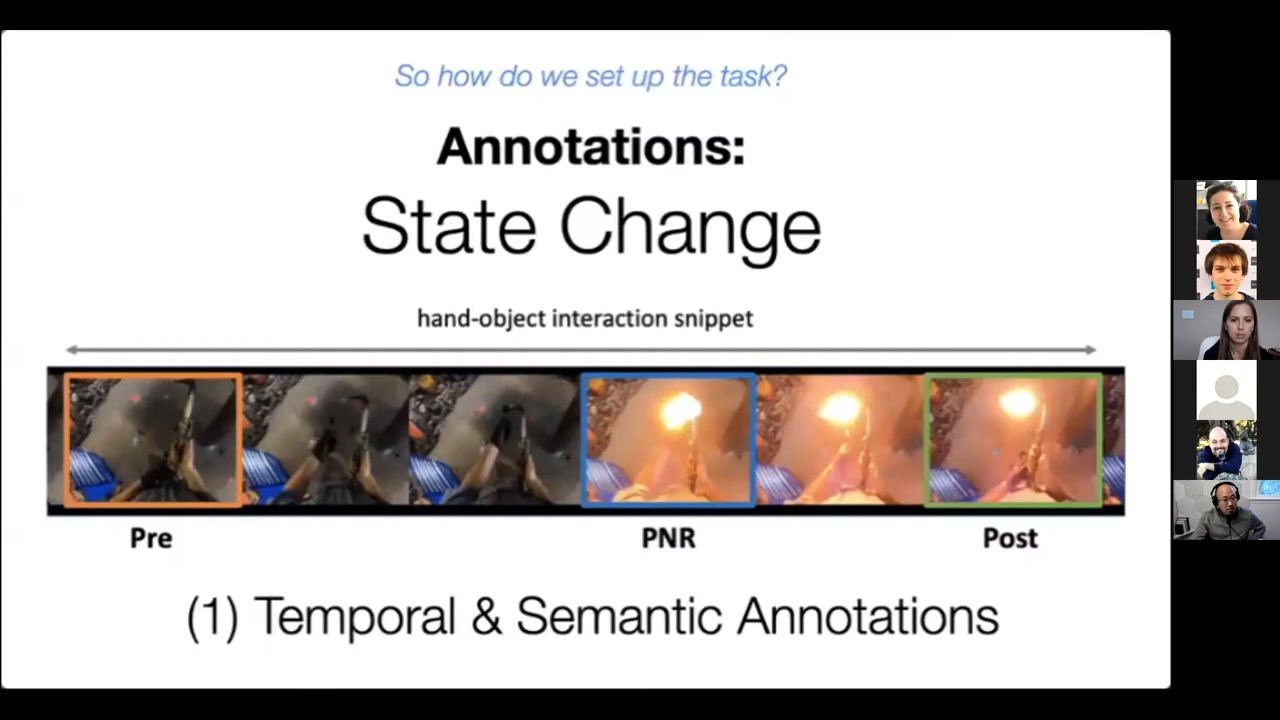 So how do we set up the task?
Annotations:
State Change
hand-object interaction snippet
Pre
PNR
Post
(1) Temporal & Semantic Annotations